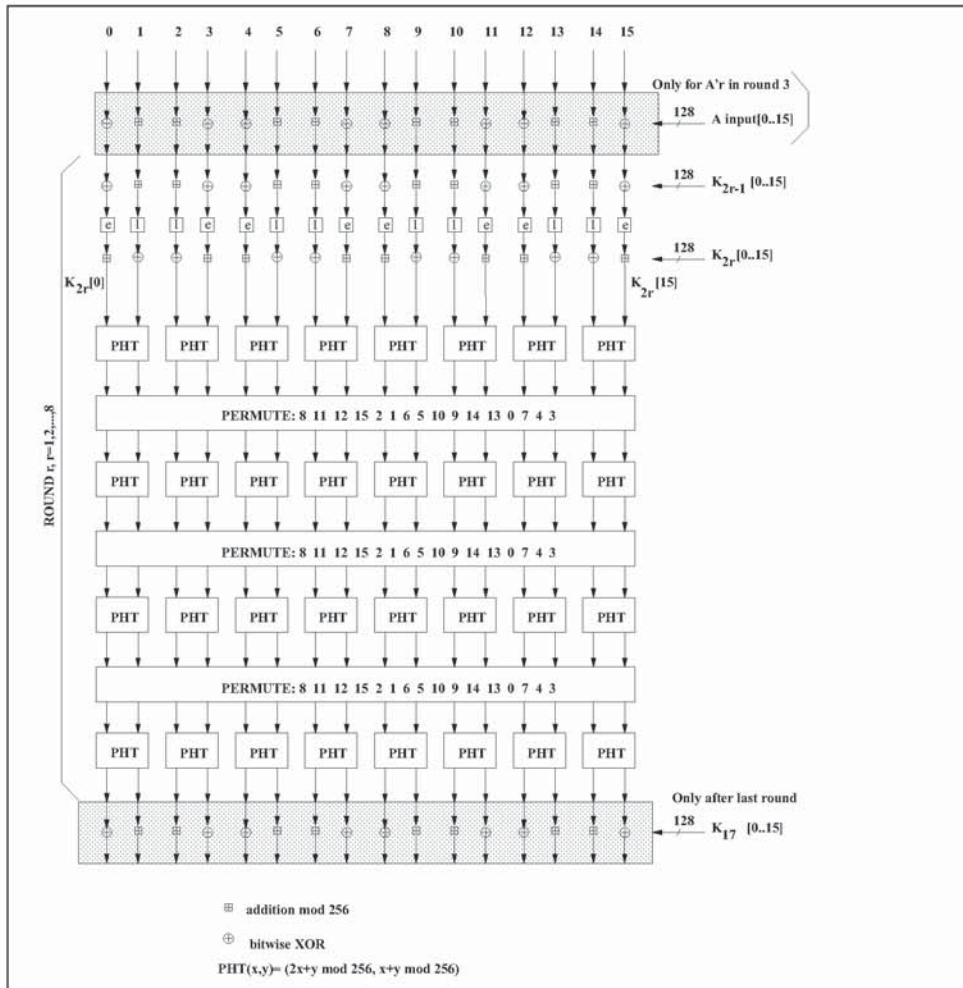 0 1 2 3 4 5 6 7 8 9 10 11 12 13 14 15
Only for A'r in round 3
128 A input[0..15]
128 K2r-1 [0..15]
e l l e e l l e e l l e e l l e
128 K2r[0..15]
K2r[0] K2r[15]
PHT PHT PHT PHT PHT PHT PHT PHT
PERMUTE: 8 11 12 15 2 1 6 5 10 9 14 13 0 7 4 3
ROUND r, r=1,2,...,8
PHT PHT PHT PHT PHT PHT PHT PHT
PERMUTE: 8 11 12 15 2 1 6 5 10 9 14 13 0 7 4 3
PHT PHT PHT PHT PHT PHT PHT PHT
PERMUTE: 8 11 12 15 2 1 6 5 10 9 14 13 0 7 4 3
PHT PHT PHT PHT PHT PHT PHT PHT
Only after last round
128 K17 [0..15]
addition mod 256
bitwise XOR
PHT(x,y)= (2x+y mod 256, x+y mod 256)